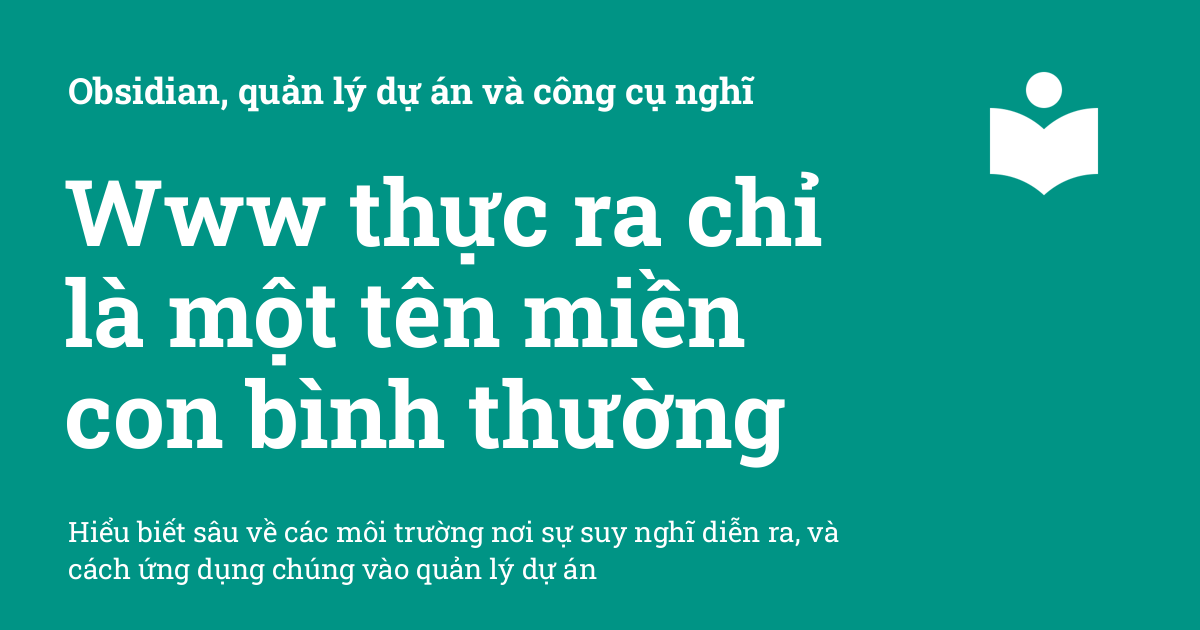 Obsidian, quản lý dự án và công cụ nghĩ
Www thực ra chỉ
là một tên miền
con bình thường
Hiểu biết sâu về các môi trường nơi sự suy nghĩ diễn ra, và
cách ứng dụng chúng vào quản lý dự án